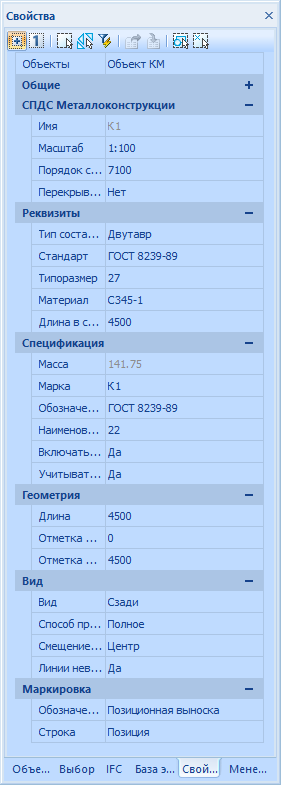 Свойства
Объекты Объект КМ
Общие
СПДС Металлоконструкции
Имя К1
Масштаб 1:100
Порядок с... 7100
Перекрыв... Нет
Реквизиты
Тип соста... Двутавр
Стандарт ГОСТ 8239-89
Типоразмер 27
Материал С345-1
Длина в с... 4500
Спецификация
Масса 141.75
Марка К1
Обозначе... ГОСТ 8239-89
Наименов... 22
Включать... Да
Учитыват... Да
Геометрия
Длина 4500
Отметка ... 0
Отметка ... 4500
Вид
Вид Сзади
Способ пр... Полное
Смещение... Центр
Линии нев... Да
Маркировка
Обозначе... Позиционная выноска
Строка Позиция
Объе... Выбор IFC База э... Свой... Мене...